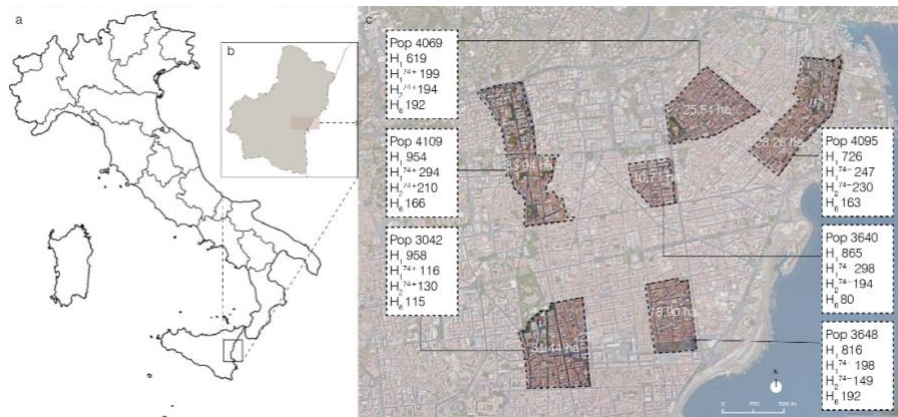 a
b
c
Pop 4069
H₁ 619
H₁⁷⁴⁺ 199
H₂⁷⁴⁺ 194
H₆ 192
Pop 4109
H₁ 954
H₁⁷⁴⁺ 294
H₂⁷⁴⁺ 210
H₆ 166
Pop 3042
H₁ 958
H₁⁷⁴⁺ 116
H₂⁷⁴⁺ 130
H₆ 115
25.54 ha
Pop 4095
H₁ 726
H₁⁷⁴⁻ 247
H₂⁷⁴⁻ 230
H₆ 163
Pop 3640
H₁ 865
H₁⁷⁴⁻ 298
H₂⁷⁴⁻ 194
H₆ 80
Pop 3648
H₁ 816
H₁⁷⁴⁻ 198
H₂⁷⁴⁻ 149
H₆ 192
0